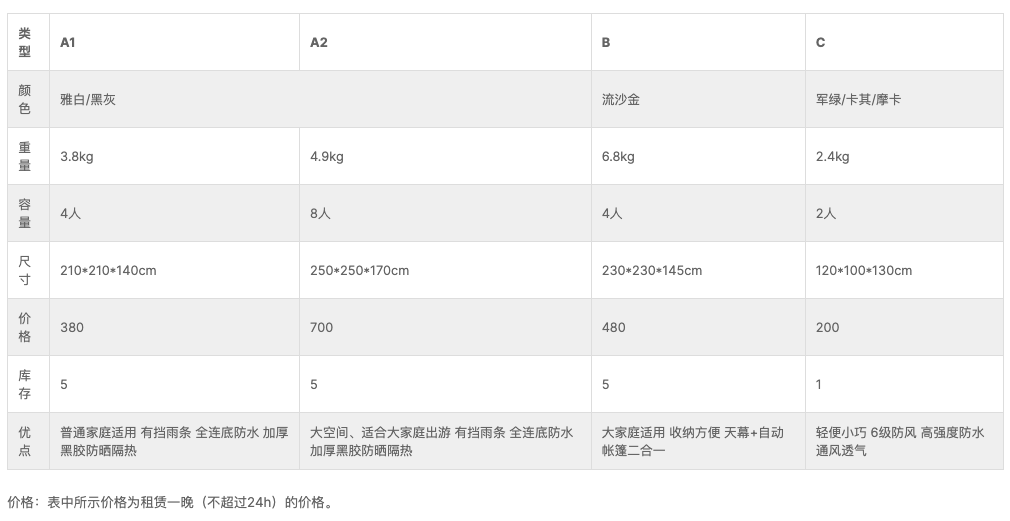 类型 A1 A2 B C
颜色 雅白/黑灰 流沙金 军绿/卡其/摩卡
重量 3.8kg 4.9kg 6.8kg 2.4kg
容量 4人 8人 4人 2人
尺寸 210*210*140cm 250*250*170cm 230*230*145cm 120*100*130cm
价格 380 700 480 200
库存 5 5 5 1
优点 普通家庭适用 有挡雨条 全连底防水 加厚黑胶防晒隔热 大空间、适合大家庭出游 有挡雨条 全连底防水 加厚黑胶防晒隔热 大家庭适用 收纳方便 天幕+自动帐篷二合一 轻便小巧 6级防风 高强度防水 通风透气
价格：表中所示价格为租赁一晚（不超过24h）的价格。